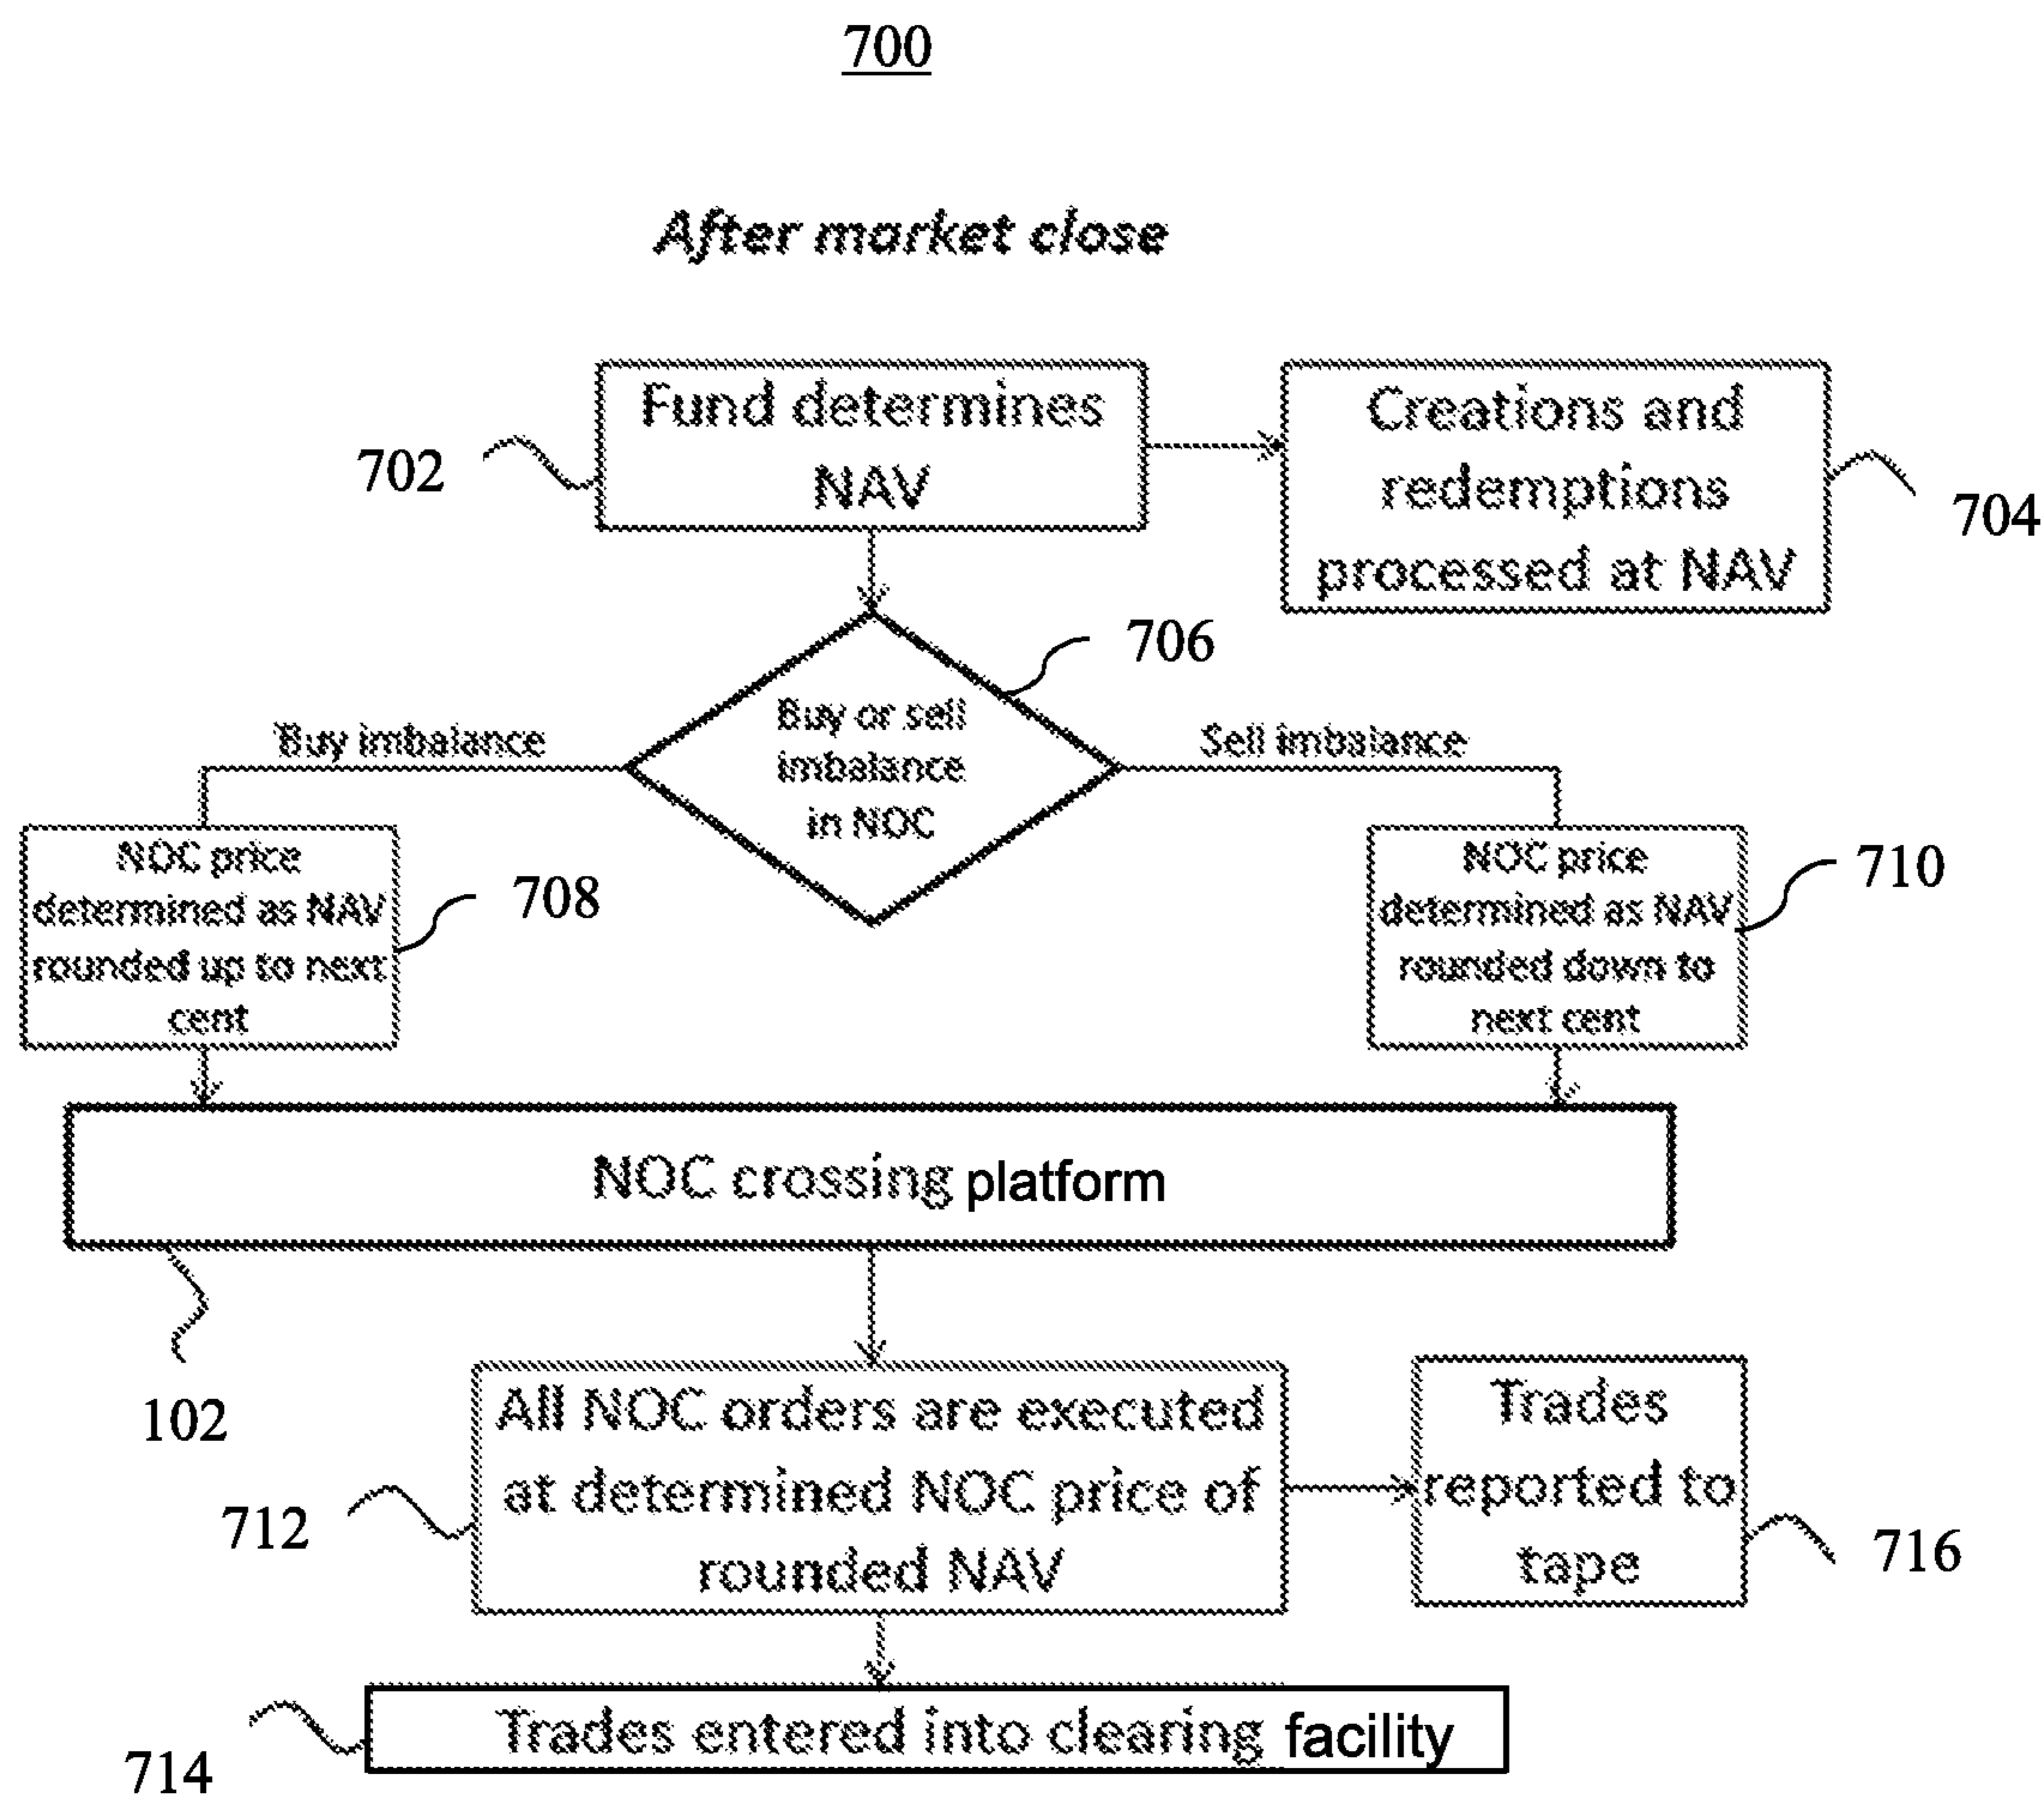 700
After market close
Fund determines
NAV
702
Creations and
redemptions
processed at NAV
704
706
Buy or sell
imbalance
in NOC
Buy imbalance
Sell imbalance
NOC price
determined as NAV
rounded up to next
cent
708
NOC price
determined as NAV
rounded down to
next cent
710
NOC crossing platform
102
All NOC orders are executed
at determined NOC price of
rounded NAV
712
Trades
reported to
tape
716
Trades entered into clearing facility
714